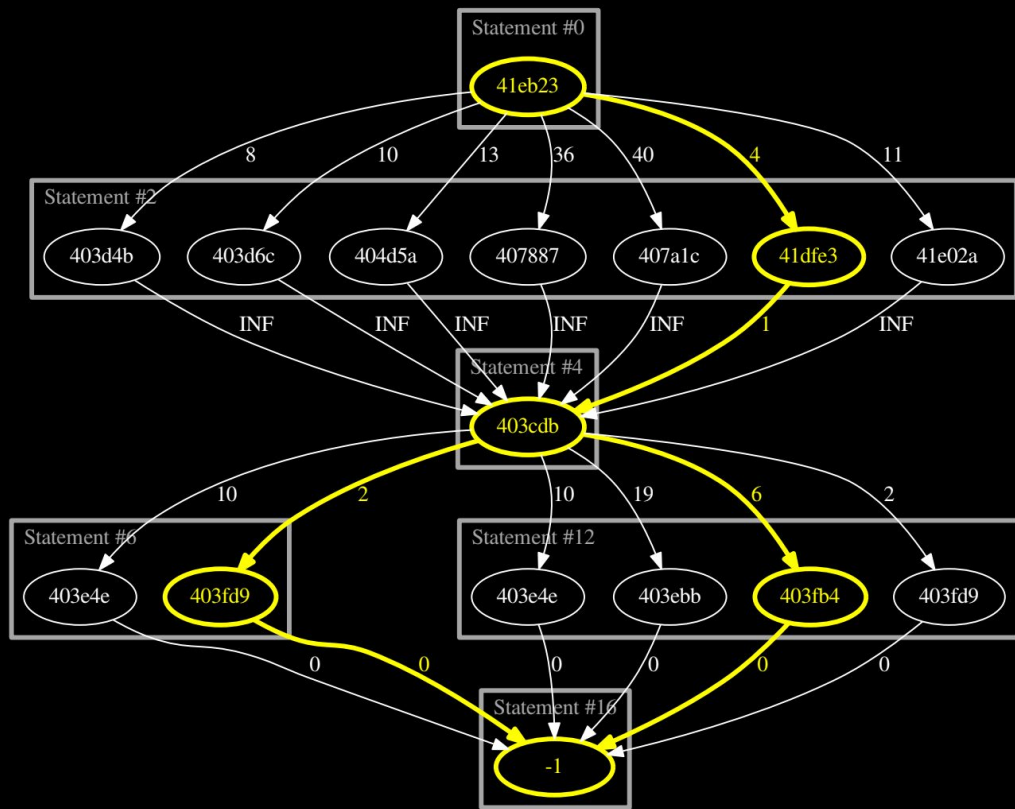 Statement #0
41eb23
8 10 13 36 40 4 11
Statement #2
403d4b 403d6c 404d5a 407887 407a1c 41dfe3 41e02a
INF INF INF INF INF 1 INF
Statement #4
403cdb
10 2 10 19 6 2
Statement #6 Statement #12
403e4e 403fd9 403e4e 403ebb 403fb4 403fd9
0 0 0 0 0 0
Statement #16
-1